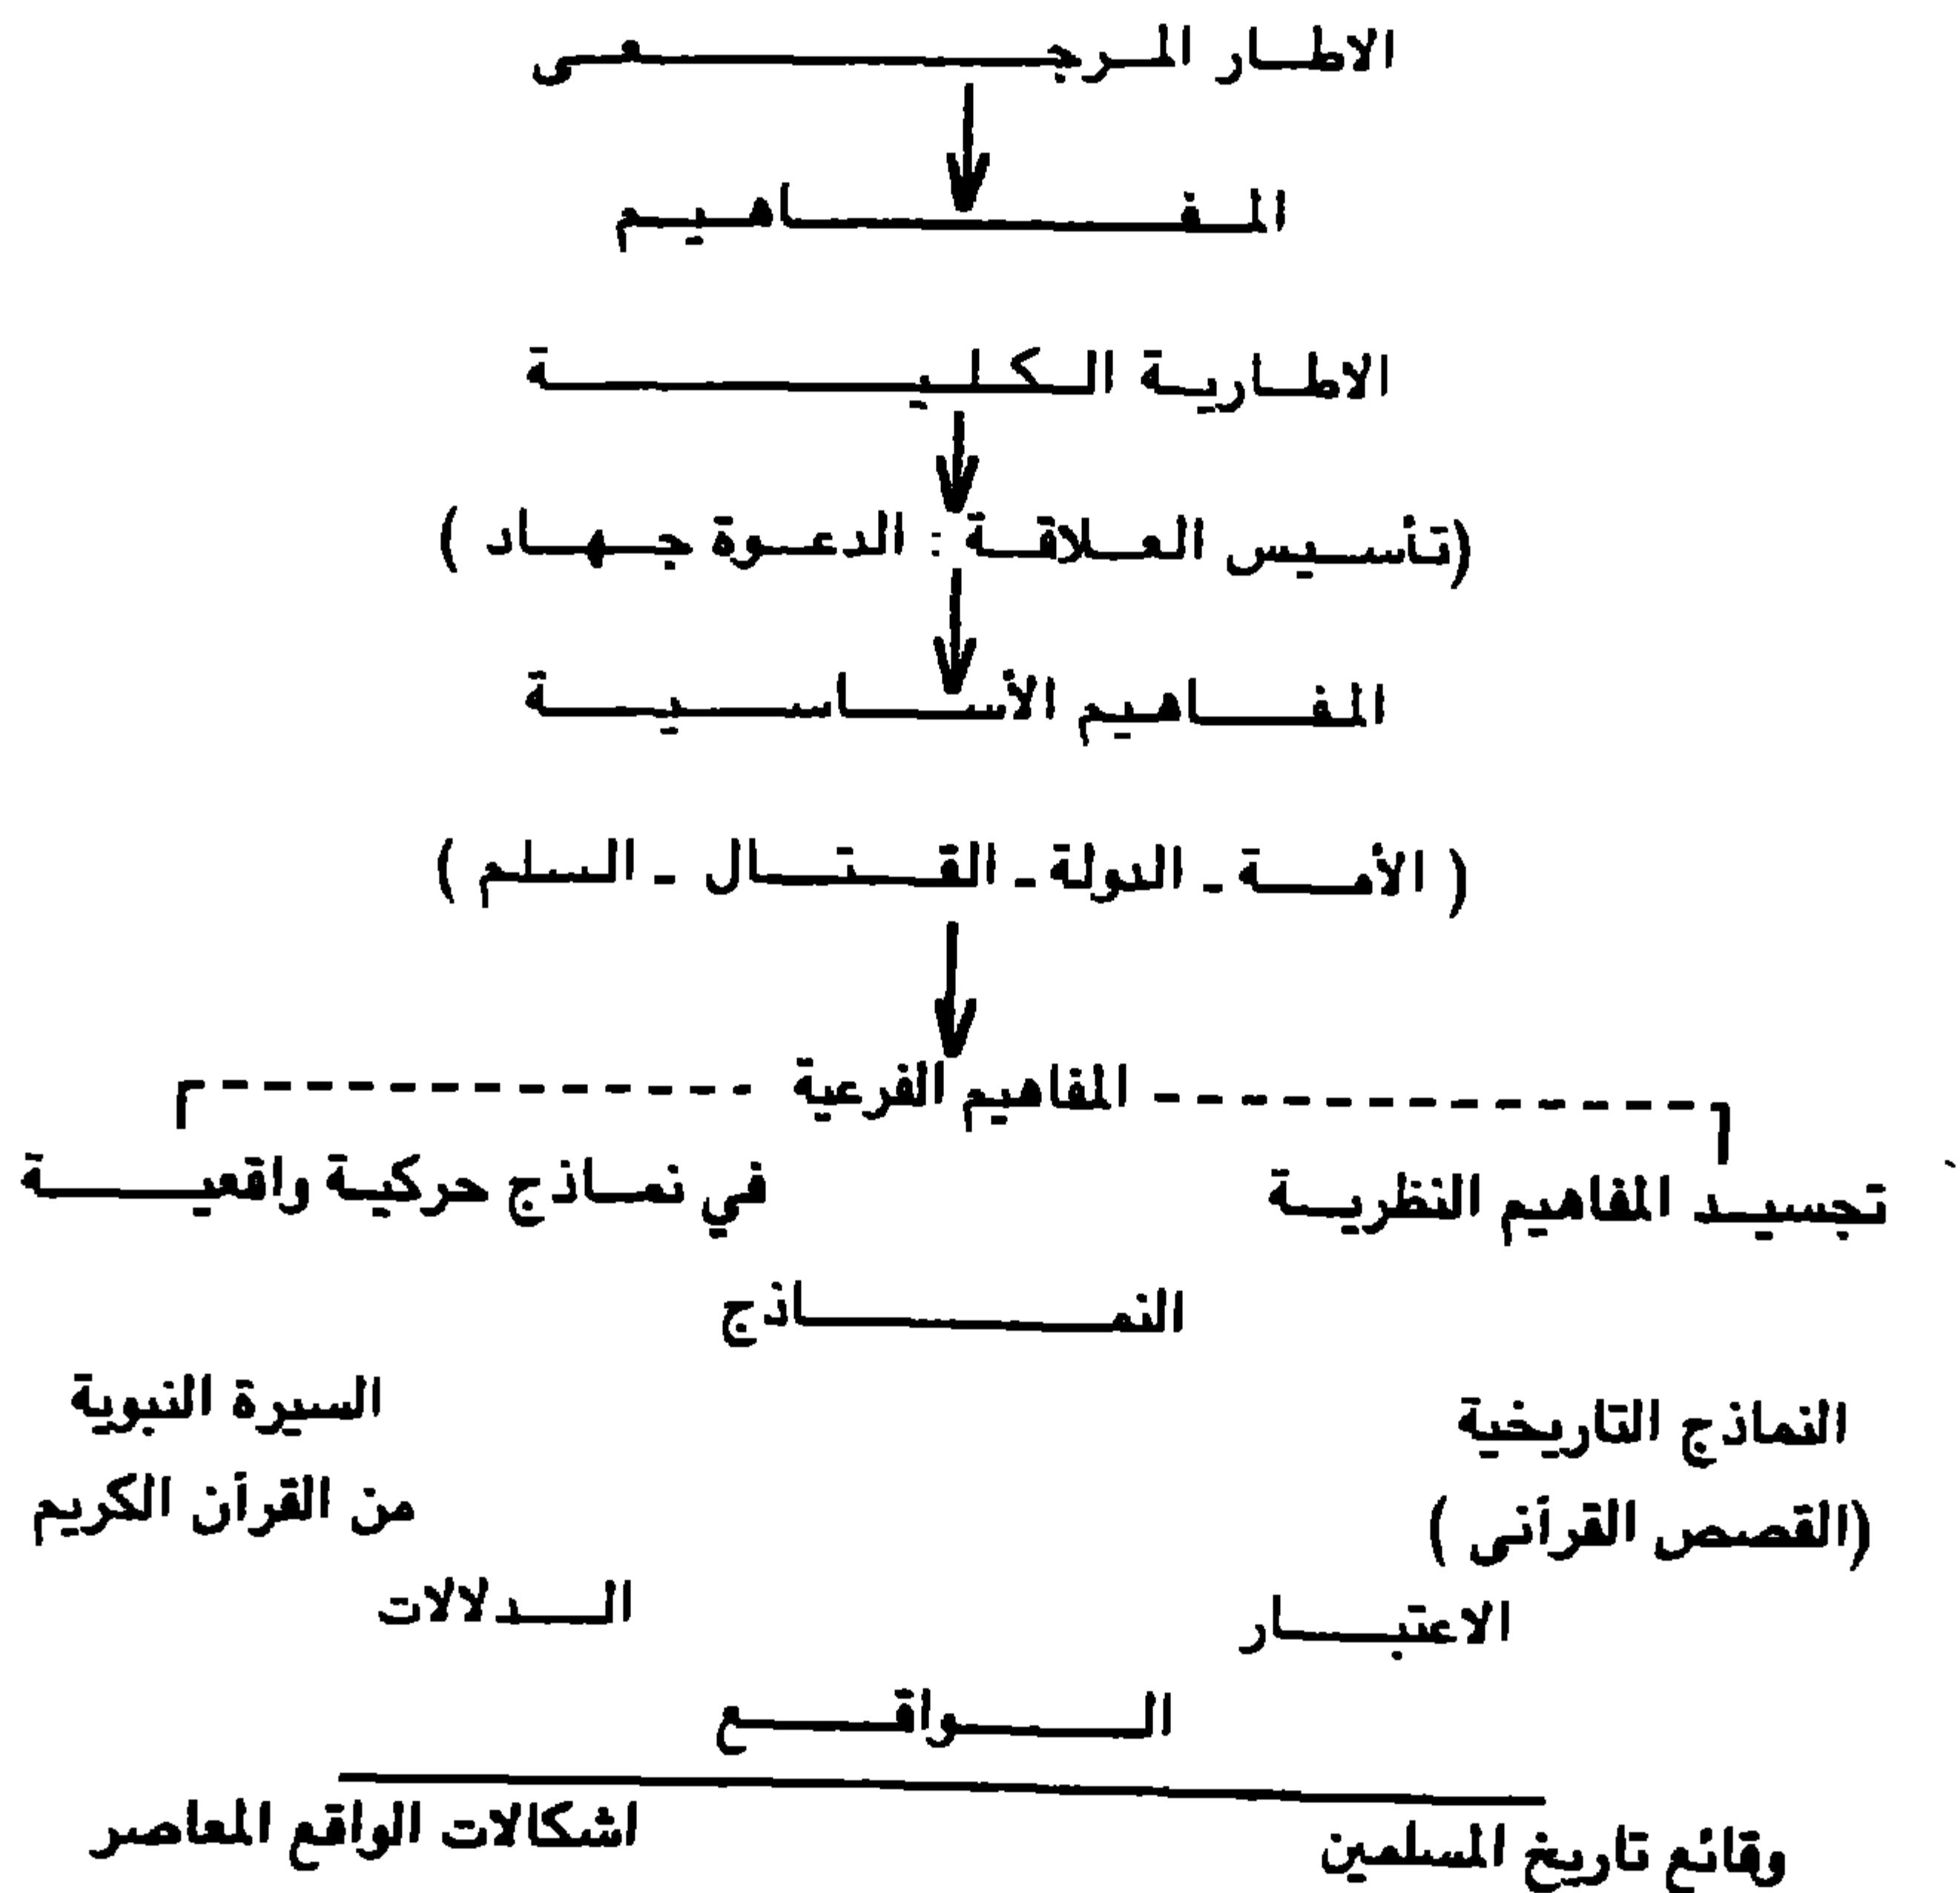 الاطار المرجعى
المفاهيم
الاطارية الكلية
(تأسيس العلاقة : الدعوة جهاد )
المفاهيم الأساسية
( الأمة - الدولة - القتال - السلم )
المفاهيم الفرعية
تجسيد المفاهيم النظرية
في نماذج حركية واقعية
النماذج
النماذج التاريخية
السيرة النبوية
(القصص القرآنى )
من القرآن الكريم
الاعتبار
الدلالات
الواقع
وقائع تاريخ المسلمين
اشكالات الواقع المعاصر